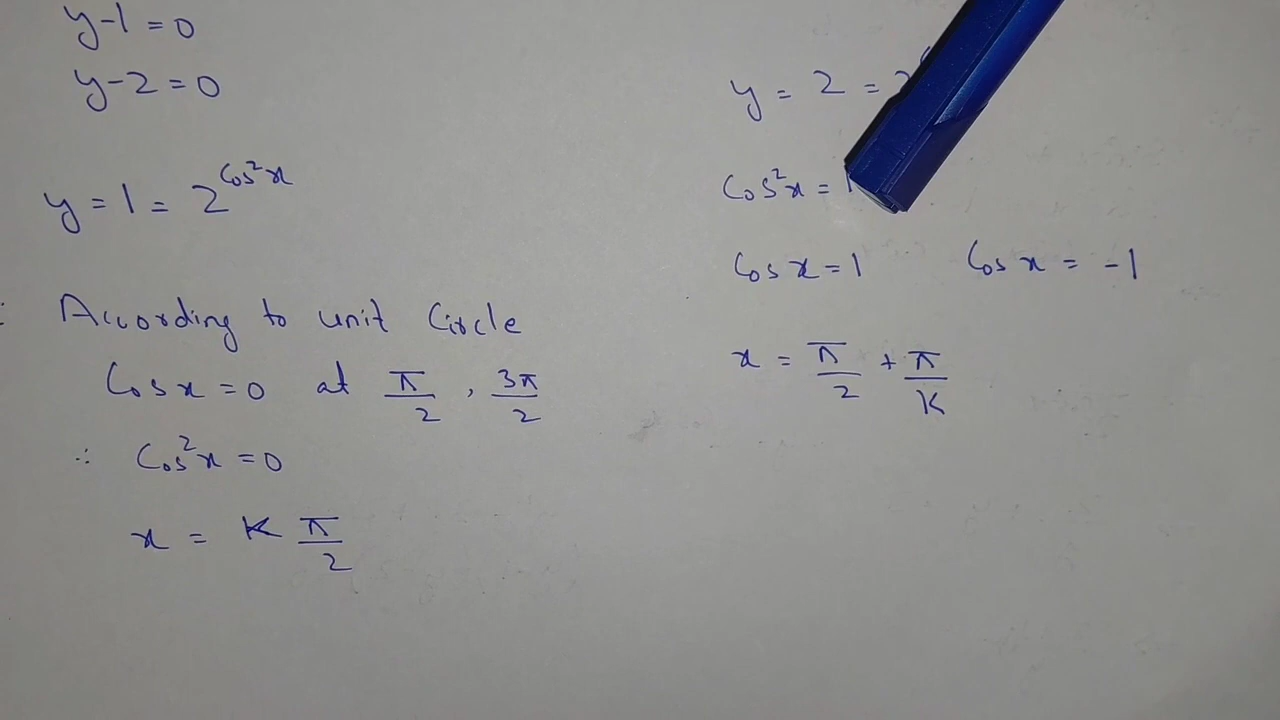 y-1=0
y-2=0
y=1=2^cos²x
According to unit Circle
Cos x=0 at π/2, 3π/2
∴ Cos²x=0
x = K π/2
y = 2 =
Cos²x =
Cos x=1 Cos x = -1
x = π/2 + π/K